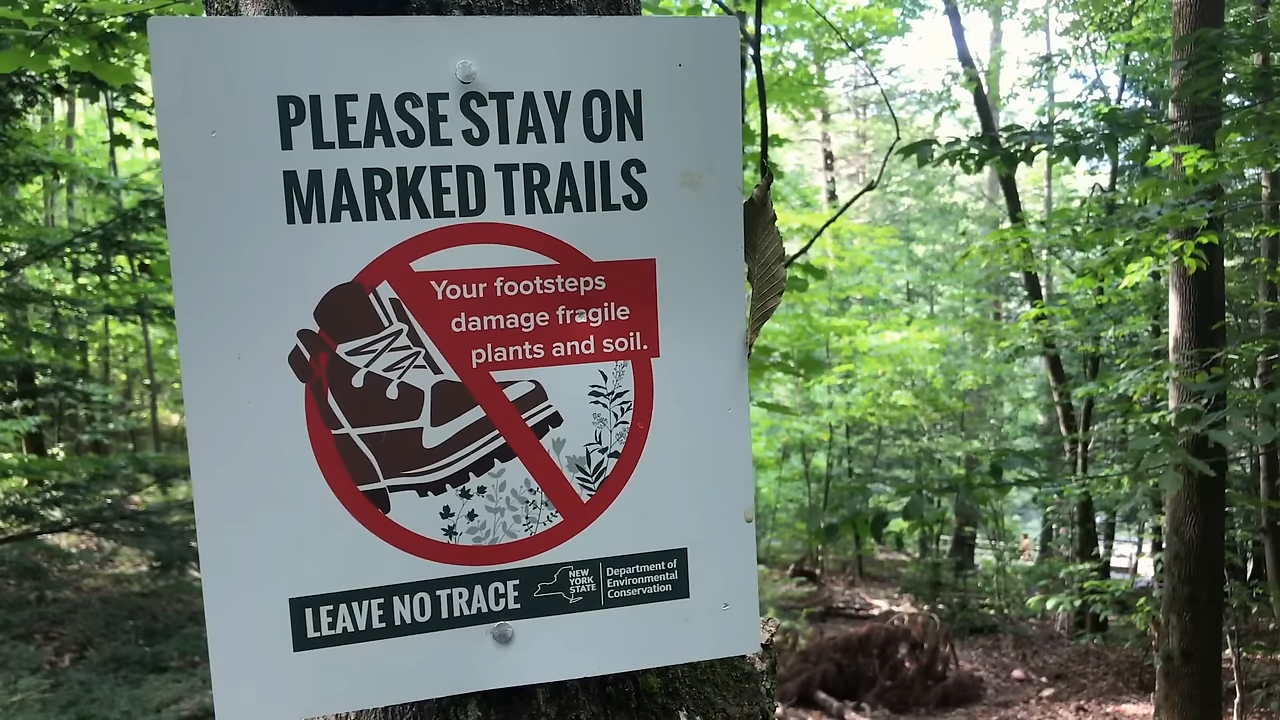 PLEASE STAY ON
MARKED TRAILS
Your footsteps
damage fragile
plants and soil.
LEAVE NO TRACE
NEW
YORK
STATE
Department of
Environmental
Conservation